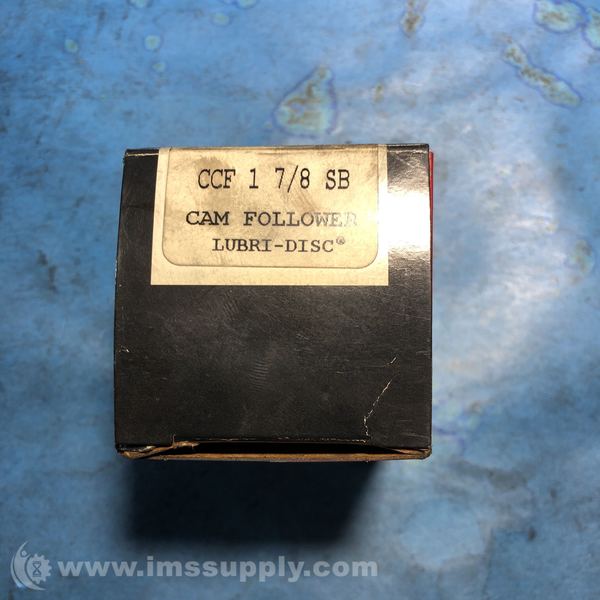 CCF 1 7/8 SB
CAM FOLLOWER
LUBRI-DISC®
www.imssupply.com